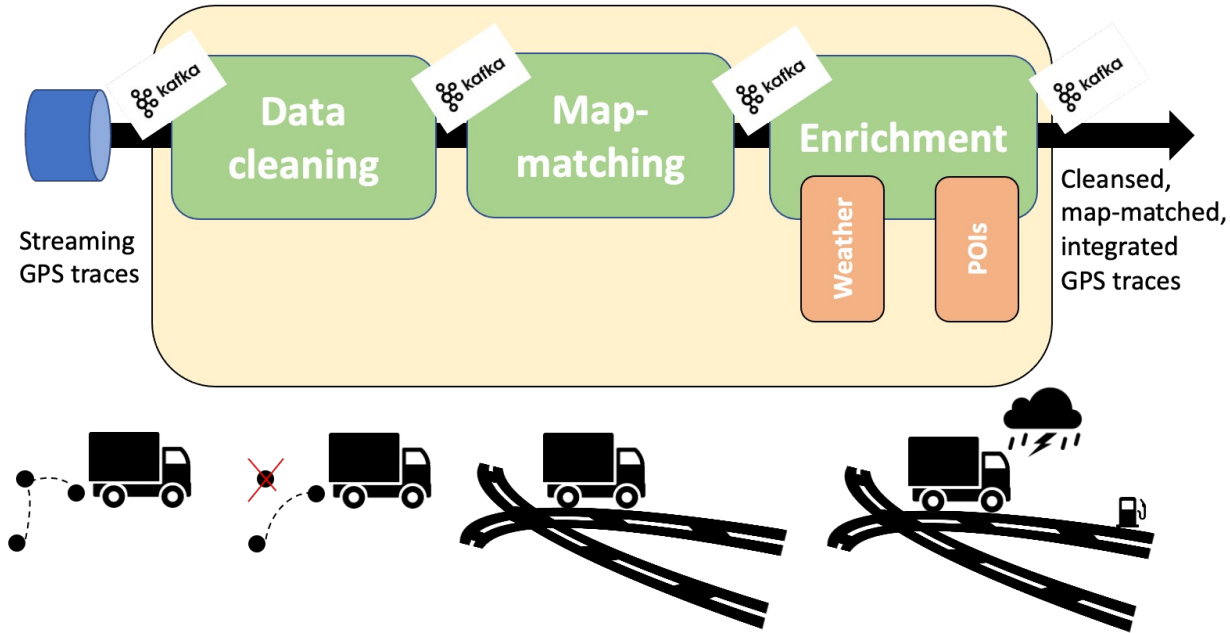 kafka
kafka
kafka
kafka
Data
cleaning
Map-
matching
Enrichment
Weather
POIs
Streaming
GPS traces
Cleansed,
map-matched,
integrated
GPS traces